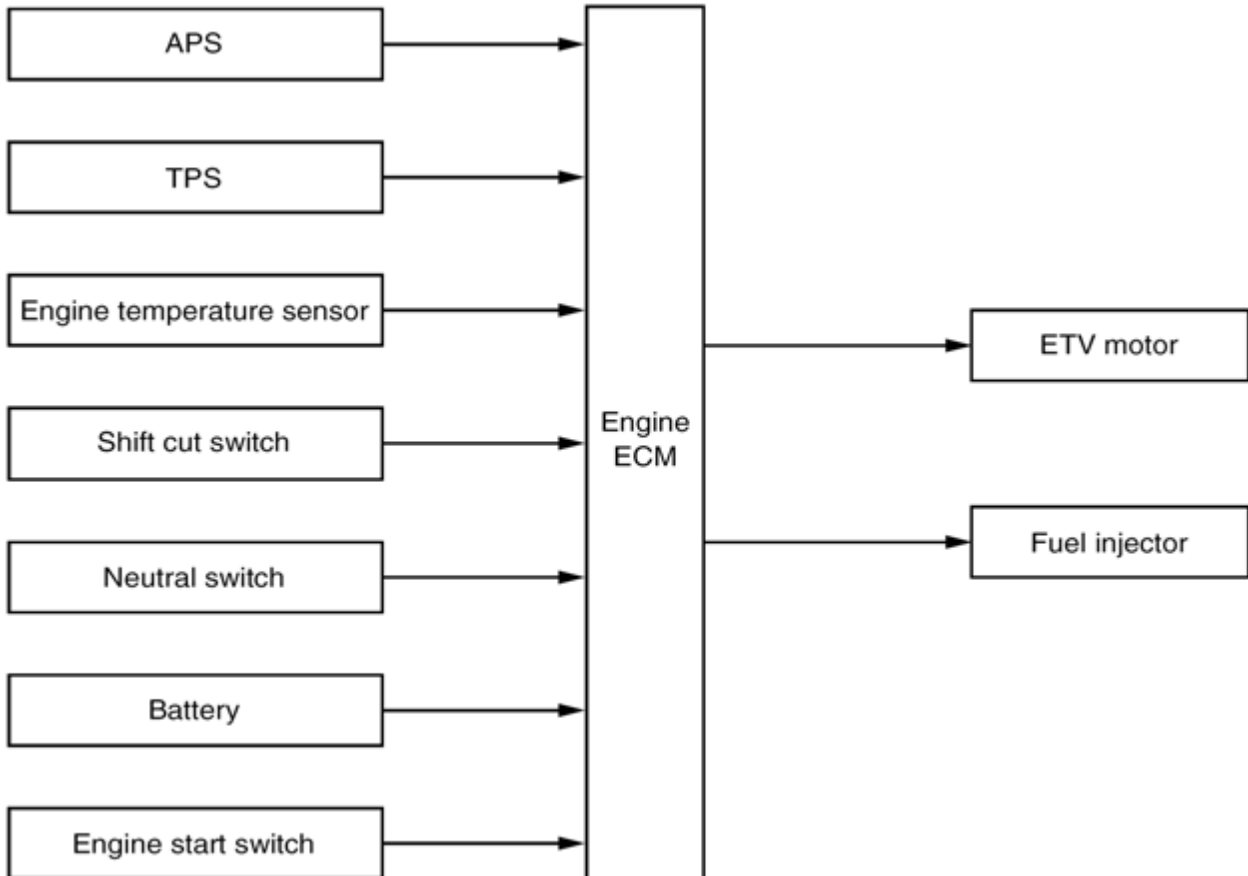 APS
TPS
Engine temperature sensor
Shift cut switch
Neutral switch
Battery
Engine start switch
Engine
ECM
ETV motor
Fuel injector